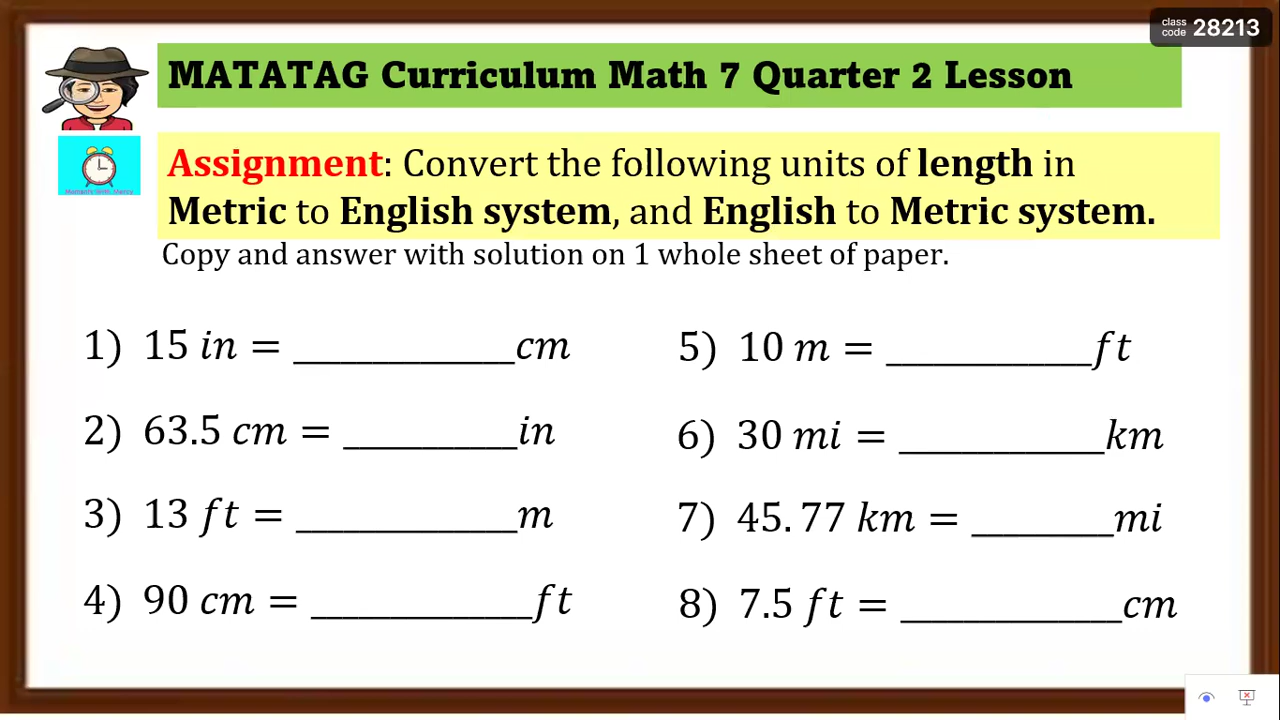 class code 28213
MATATAG Curriculum Math 7 Quarter 2 Lesson
Assignment: Convert the following units of length in
Metric to English system, and English to Metric system.
Copy and answer with solution on 1 whole sheet of paper.
1) 15 in = ____________cm
2) 63.5 cm = _________in
3) 13 ft = ____________m
4) 90 cm = ____________ft
5) 10 m = ___________ft
6) 30 mi = ___________km
7) 45.77 km = ________mi
8) 7.5 ft = ____________cm